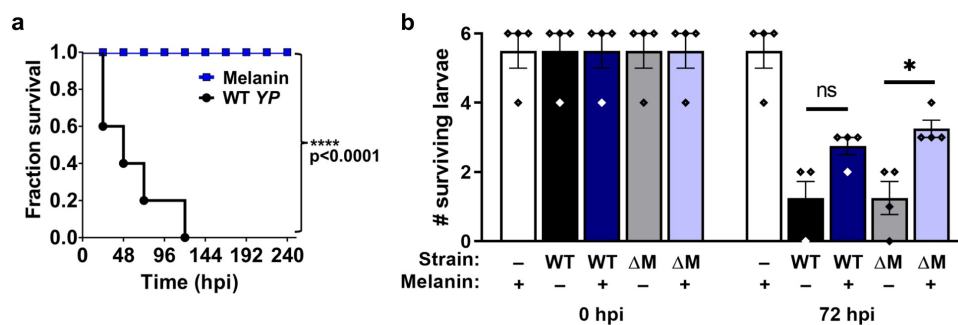 a
Fraction survival
1.0
0.8
0.6
0.4
0.2
0.0
Melanin
WT YP
****
p<0.0001
0 48 96 144 192 240
Time (hpi)
b
# surviving larvae
6
4
2
0
ns
*
Strain: – WT WT ΔM ΔM – WT WT ΔM ΔM
Melanin: + – + – + + – + – +
0 hpi 72 hpi